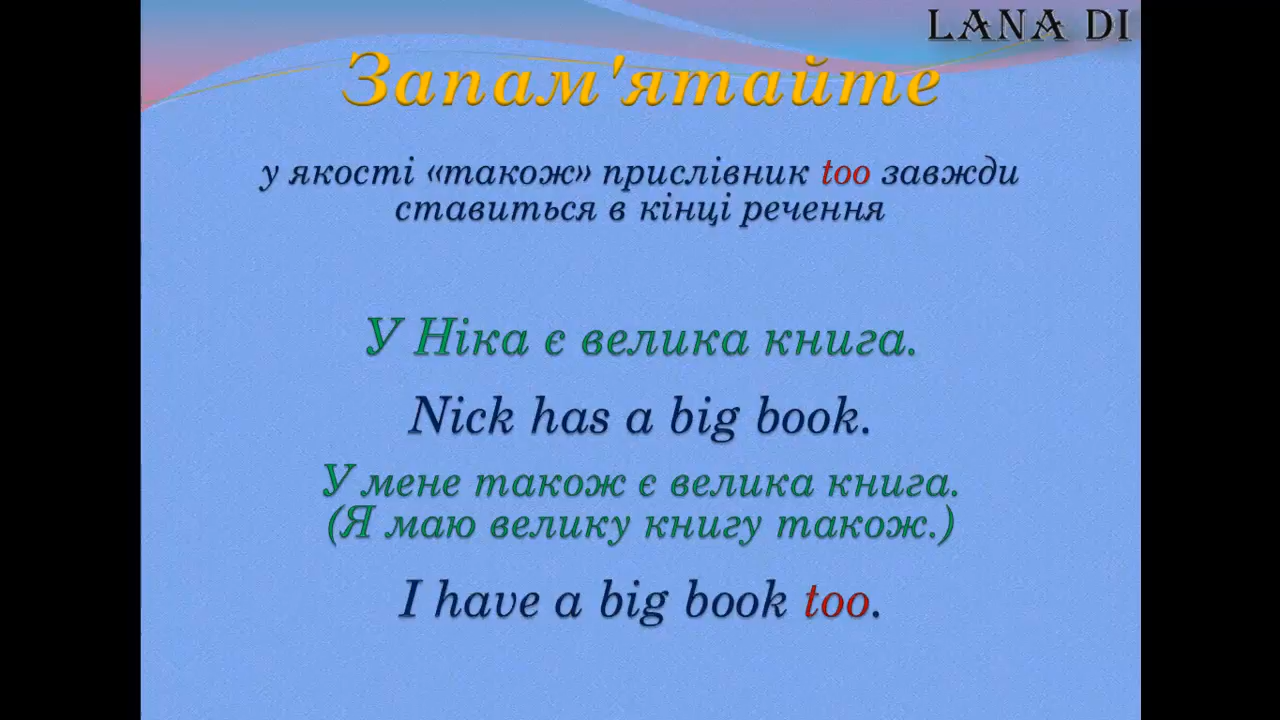 LANA DI
Запам'ятайте
у якості «також» прислівник too завжди
ставиться в кінці речення
У Ніка є велика книга.
Nick has a big book.
У мене також є велика книга.
(Я маю велику книгу також.)
I have a big book too.